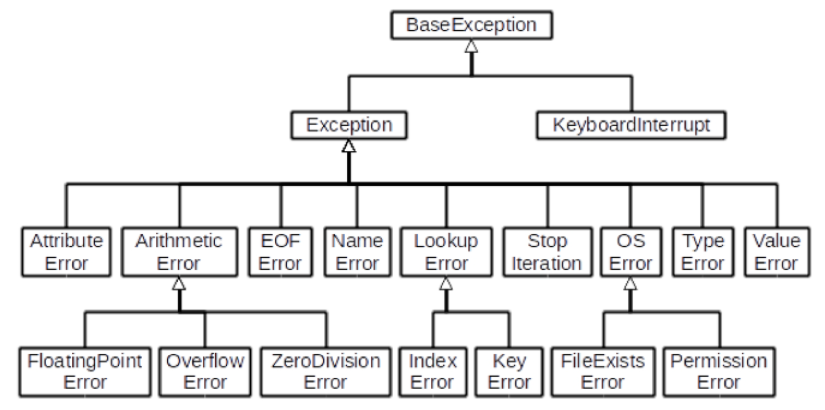 BaseException
Exception
KeyboardInterrupt
Attribute
Error
Arithmetic
Error
EOF
Error
Name
Error
Lookup
Error
Stop
Iteration
OS
Error
Type
Error
Value
Error
FloatingPoint
Error
Overflow
Error
ZeroDivision
Error
Index
Error
Key
Error
FileExists
Error
Permission
Error